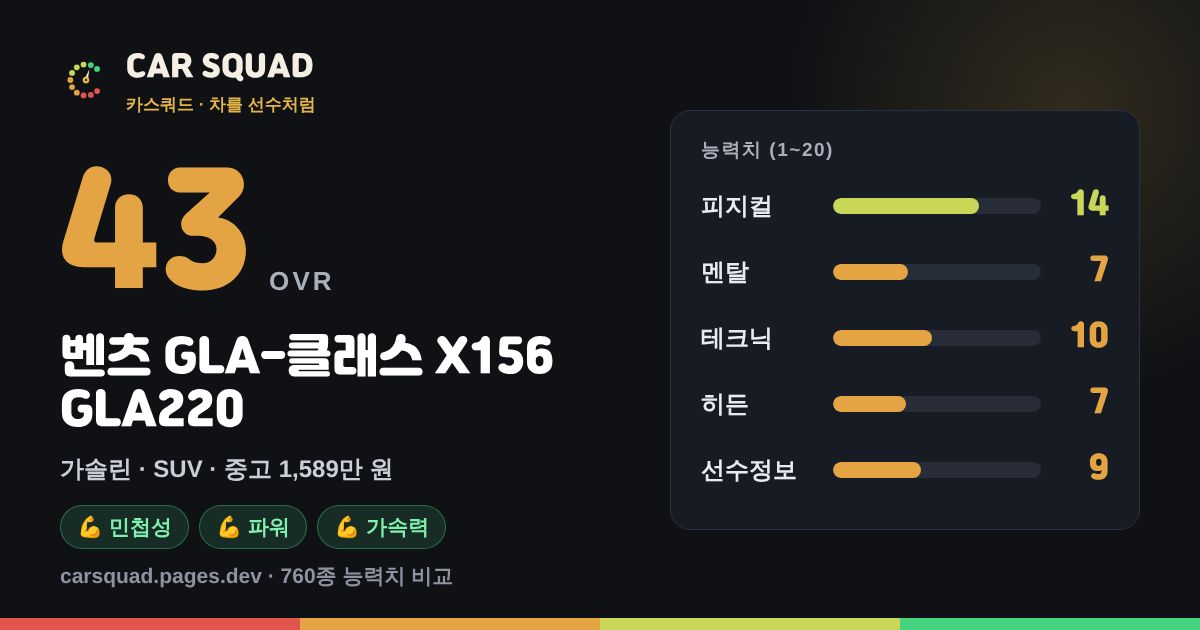 CAR SQUAD
카스쿼드 · 차를 선수처럼
43 OVR
벤츠 GLA-클래스 X156
GLA220
가솔린 · SUV · 중고 1,589만 원
💪 민첩성 💪 파워 💪 가속력
carsquad.pages.dev · 760종 능력치 비교
능력치 (1~20)
피지컬 14
멘탈 7
테크닉 10
히든 7
선수정보 9